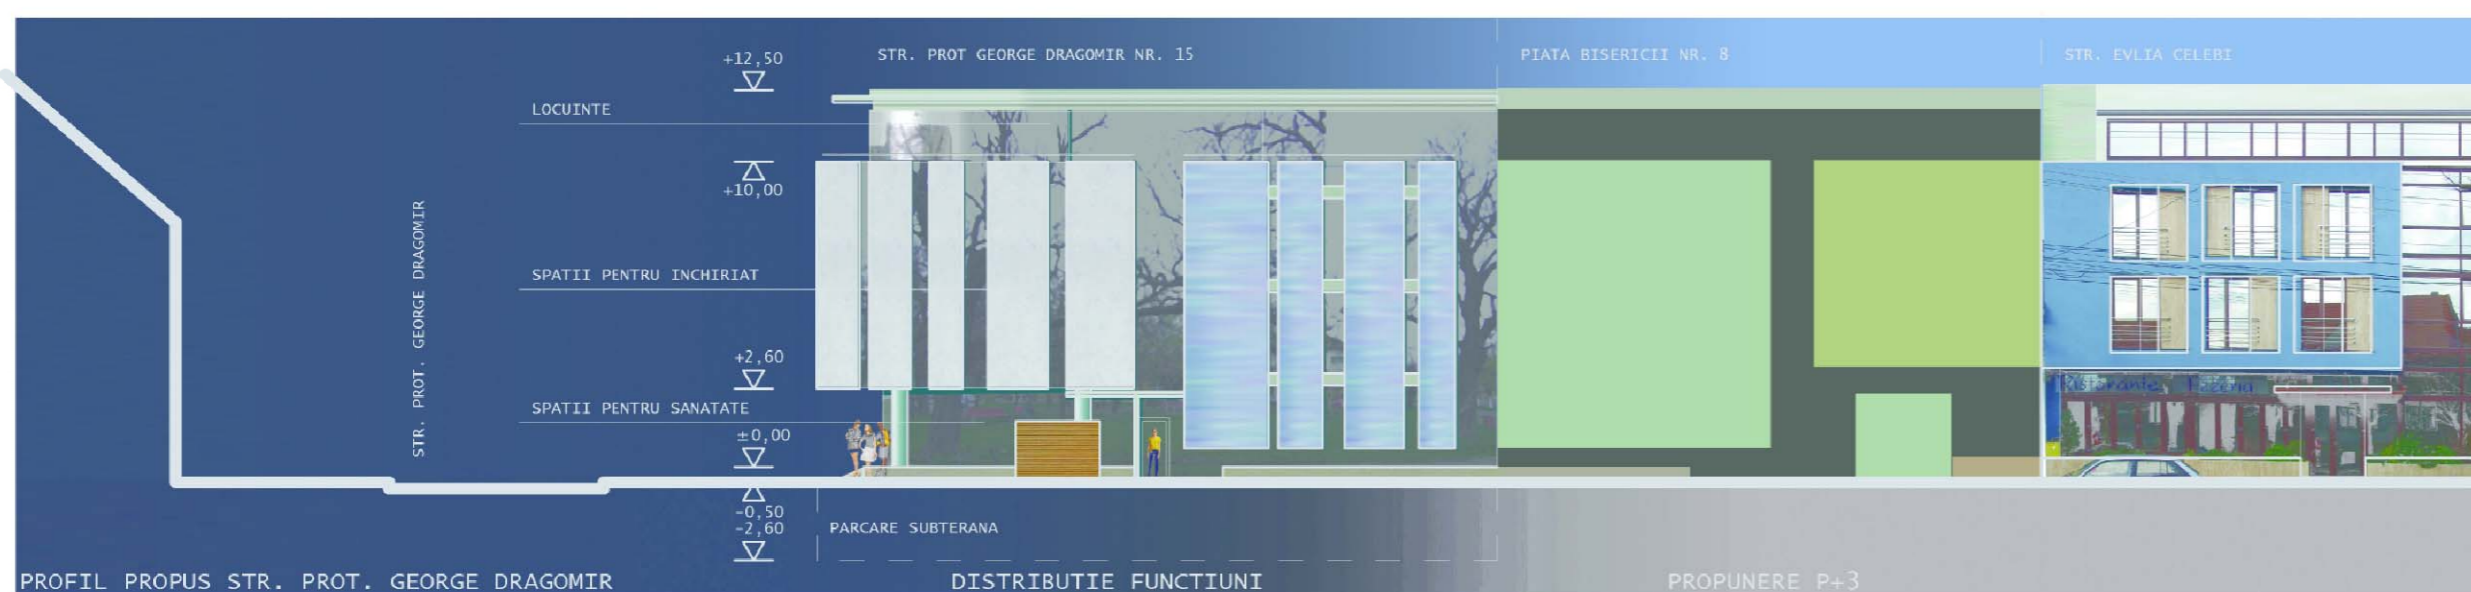 +12,50
STR. PROT GEORGE DRAGOMIR NR. 15
PIATA BISERICII NR. 8
STR. EVLIA CELEBI
LOCUINTE
+10,00
STR. PROT. GEORGE DRAGOMIR
SPATII PENTRU INCHIRIAT
+2,60
SPATII PENTRU SANATATE
±0,00
Ristorante
-0,50
-2,60
PARCARE SUBTERANA
PROFIL PROPUS STR. PROT. GEORGE DRAGOMIR
DISTRIBUTIE FUNCTIUNI
PROPUNERE P+3